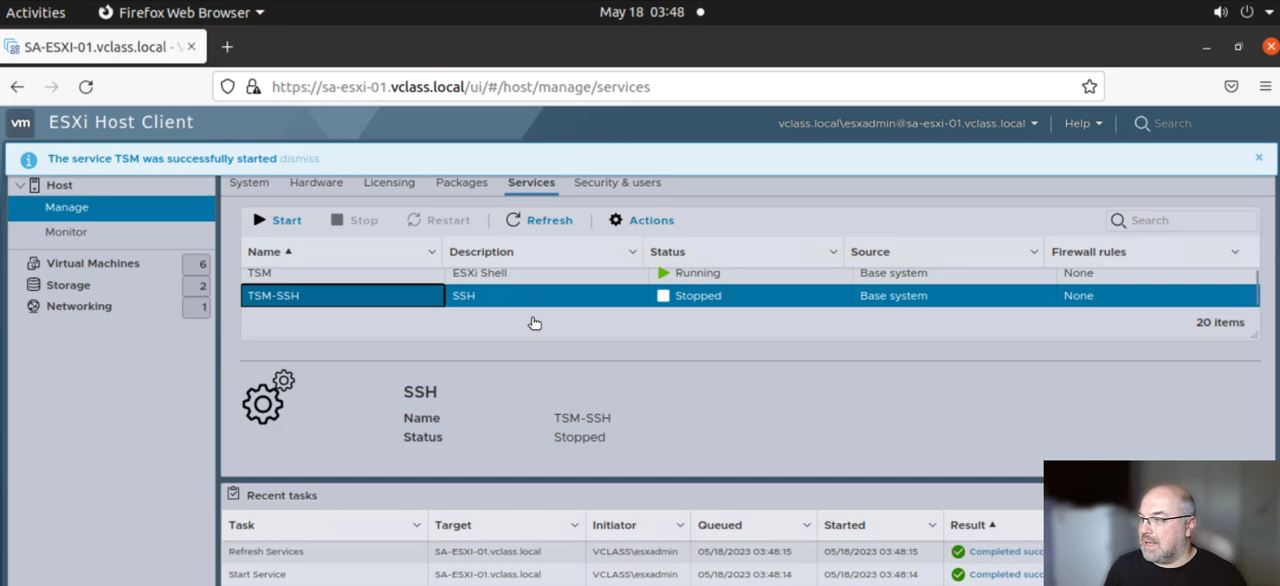 Activities Firefox Web Browser May 18 03:48
SA-ESXI-01.vclass.local - V
https://sa-esxi-01.vclass.local/ui/#/host/manage/services
vm ESXi Host Client vclass.local\esxadmin@sa-esxi-01.vclass.local Help Search
The service TSM was successfully started dismiss
Host System Hardware Licensing Packages Services Security & users
Manage
Monitor
Virtual Machines 6
Storage 2
Networking 1
Start Stop Restart Refresh Actions Search
Name Description Status Source Firewall rules
TSM ESXi Shell Running Base system None
TSM-SSH SSH Stopped Base system None
20 items
SSH
Name TSM-SSH
Status Stopped
Recent tasks
Task Target Initiator Queued Started Result
Refresh Services SA-ESXI-01.vclass.local VCLASS\esxadmin 05/18/2023 03:48:15 05/18/2023 03:48:15 Completed succ
Start Service SA-ESXI-01.vclass.local VCLASS\esxadmin 05/18/2023 03:48:14 05/18/2023 03:48:14 Completed succ